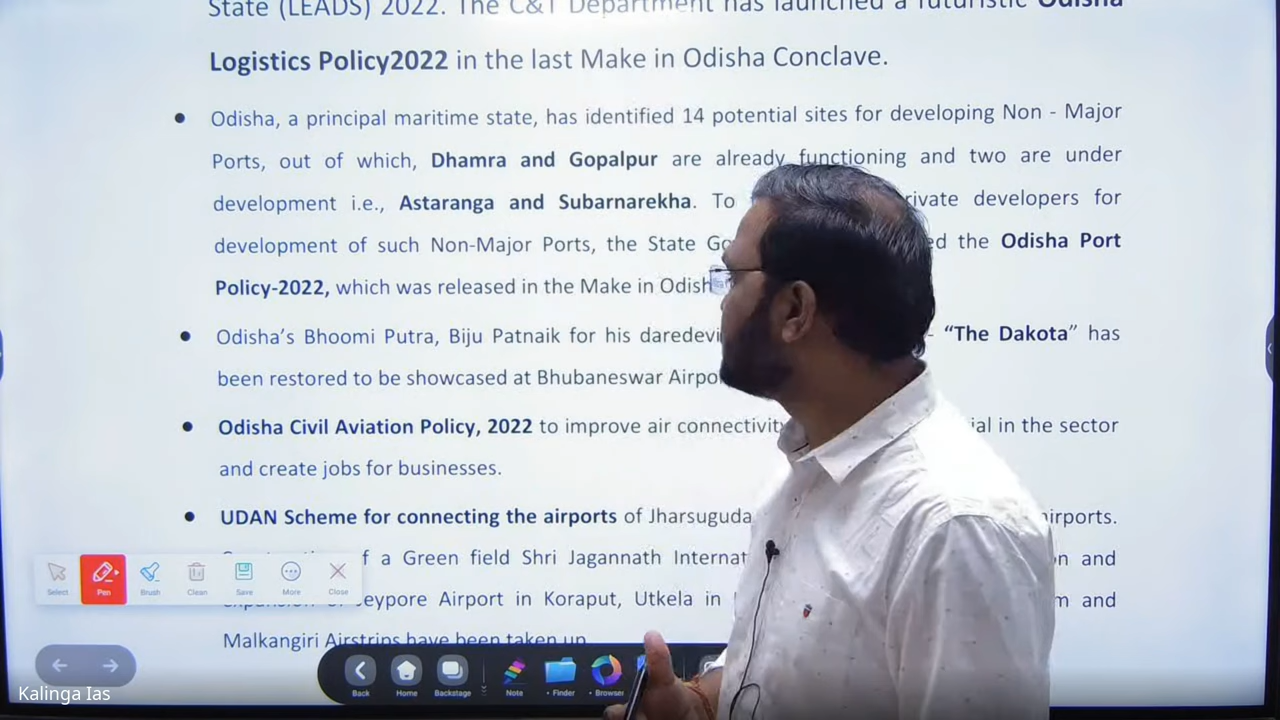 State (LEADS) 2022. The C&T Department has launched a futuristic Odisha
Logistics Policy2022 in the last Make in Odisha Conclave.
• Odisha, a principal maritime state, has identified 14 potential sites for developing Non - Major
Ports, out of which, Dhamra and Gopalpur are already functioning and two are under
development i.e., Astaranga and Subarnarekha. To rivate developers for
development of such Non-Major Ports, the State Go ed the Odisha Port
Policy-2022, which was released in the Make in Odish
• Odisha's Bhoomi Putra, Biju Patnaik for his daredevi - "The Dakota" has
been restored to be showcased at Bhubaneswar Airpo
• Odisha Civil Aviation Policy, 2022 to improve air connectivity ial in the sector
and create jobs for businesses.
• UDAN Scheme for connecting the airports of Jharsuguda irports.
f a Green field Shri Jagannath Internat n and
Jeypore Airport in Koraput, Utkela in m and
Malkangiri Airstrips have been taken up
Select Pen Brush Clean Save More Close
Back Home Backstage Note • Finder • Browser
Kalinga Ias